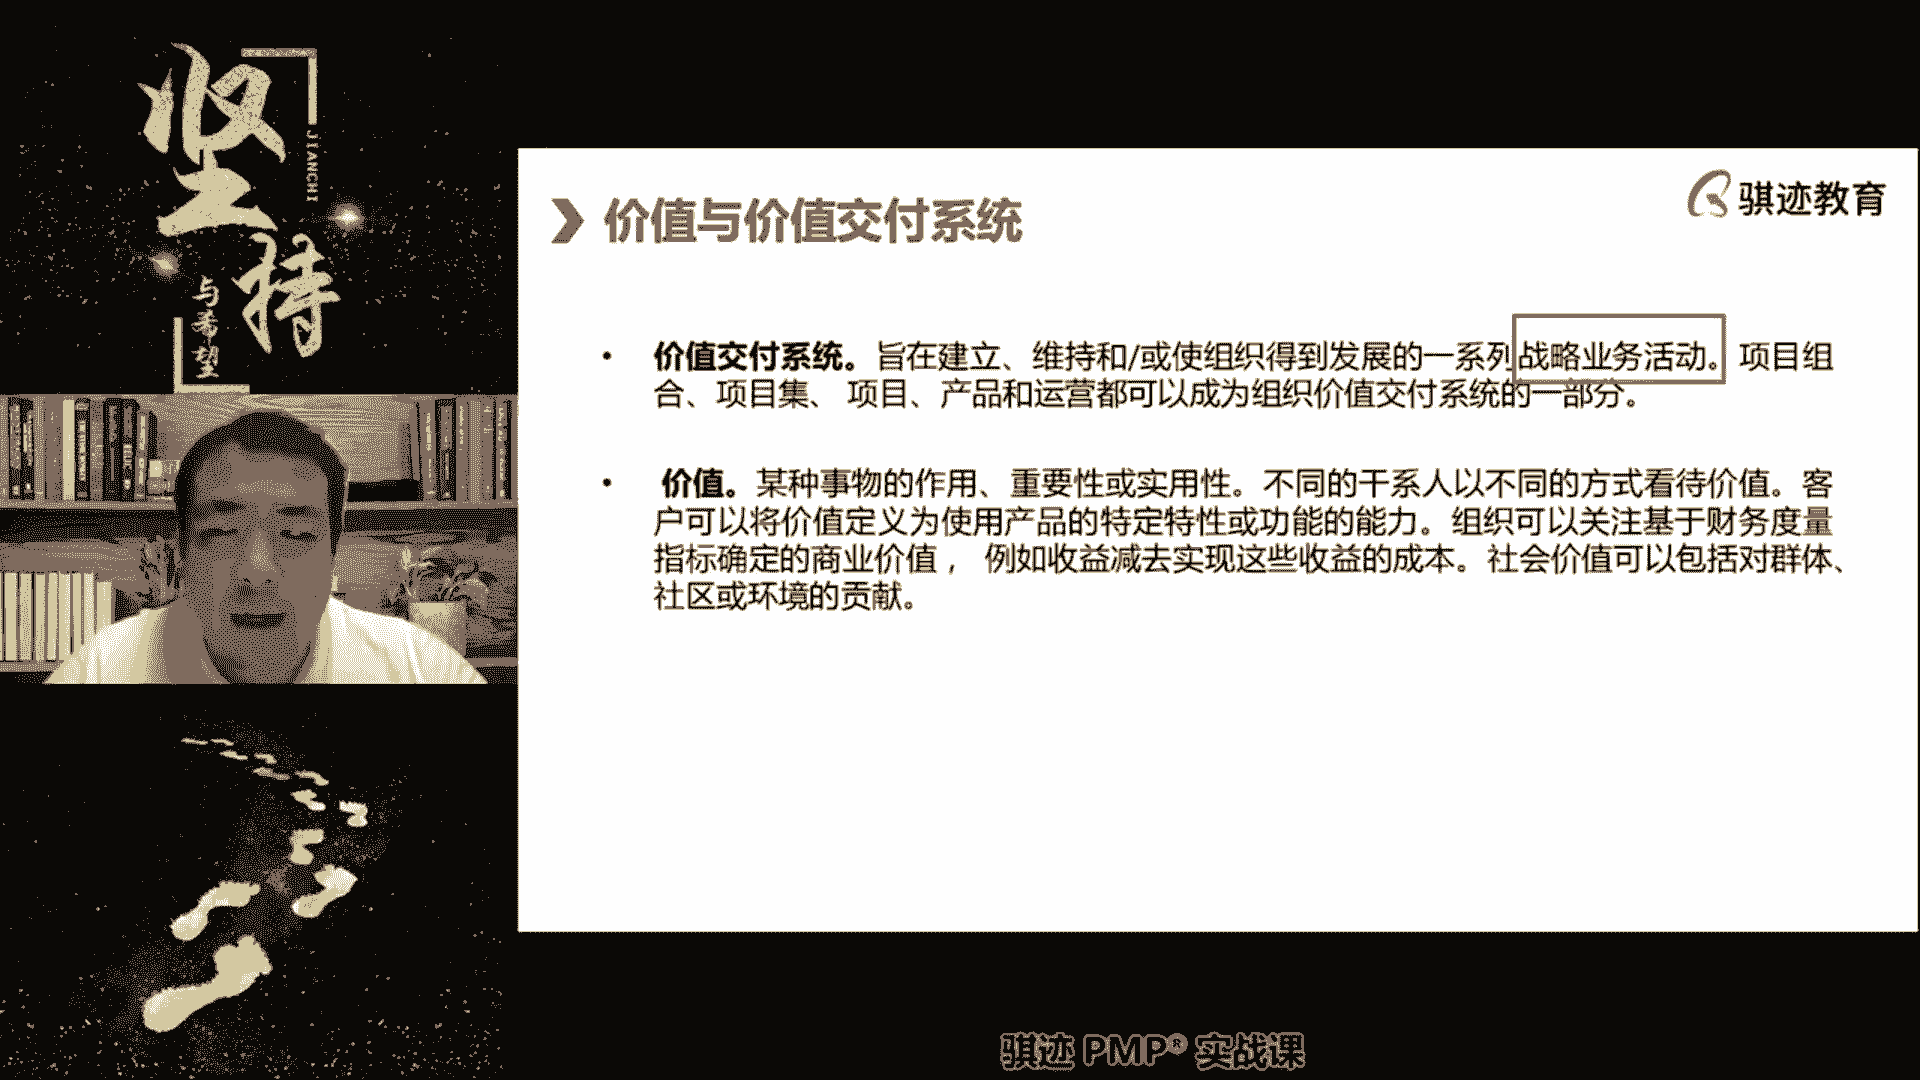 坚持
JIANCHI
与希望
骐迹教育
价值与价值交付系统
• 价值交付系统。旨在建立、维持和/或使组织得到发展的一系列战略业务活动。 项目组
合、项目集、 项目、产品和运营都可以成为组织价值交付系统的一部分。
• 价值。某种事物的作用、重要性或实用性。不同的干系人以不同的方式看待价值。客
户可以将价值定义为使用产品的特定特性或功能的能力。组织可以关注基于财务度量
指标确定的商业价值， 例如收益减去实现这些收益的成本。社会价值可以包括对群体、
社区或环境的贡献。
骐迹 PMP® 实战课